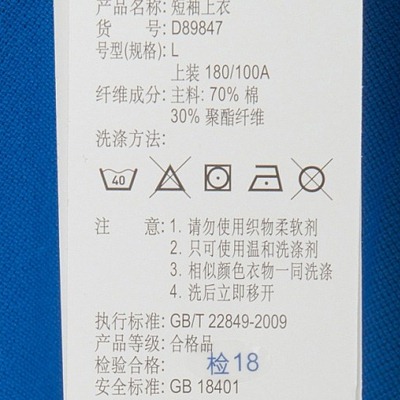 产品名称: 短袖上衣
货 号: D89847
号型(规格): L
上装 180/100A
纤维成分: 主料: 70% 棉
30% 聚酯纤维
洗涤方法:
40
注 意: 1. 请勿使用织物柔软剂
2. 只可使用温和洗涤剂
3. 相似颜色衣物一同洗涤
4. 洗后立即移开
执行标准: GB/T 22849-2009
产品等级: 合格品
检验合格: 检18
安全标准: GB 18401